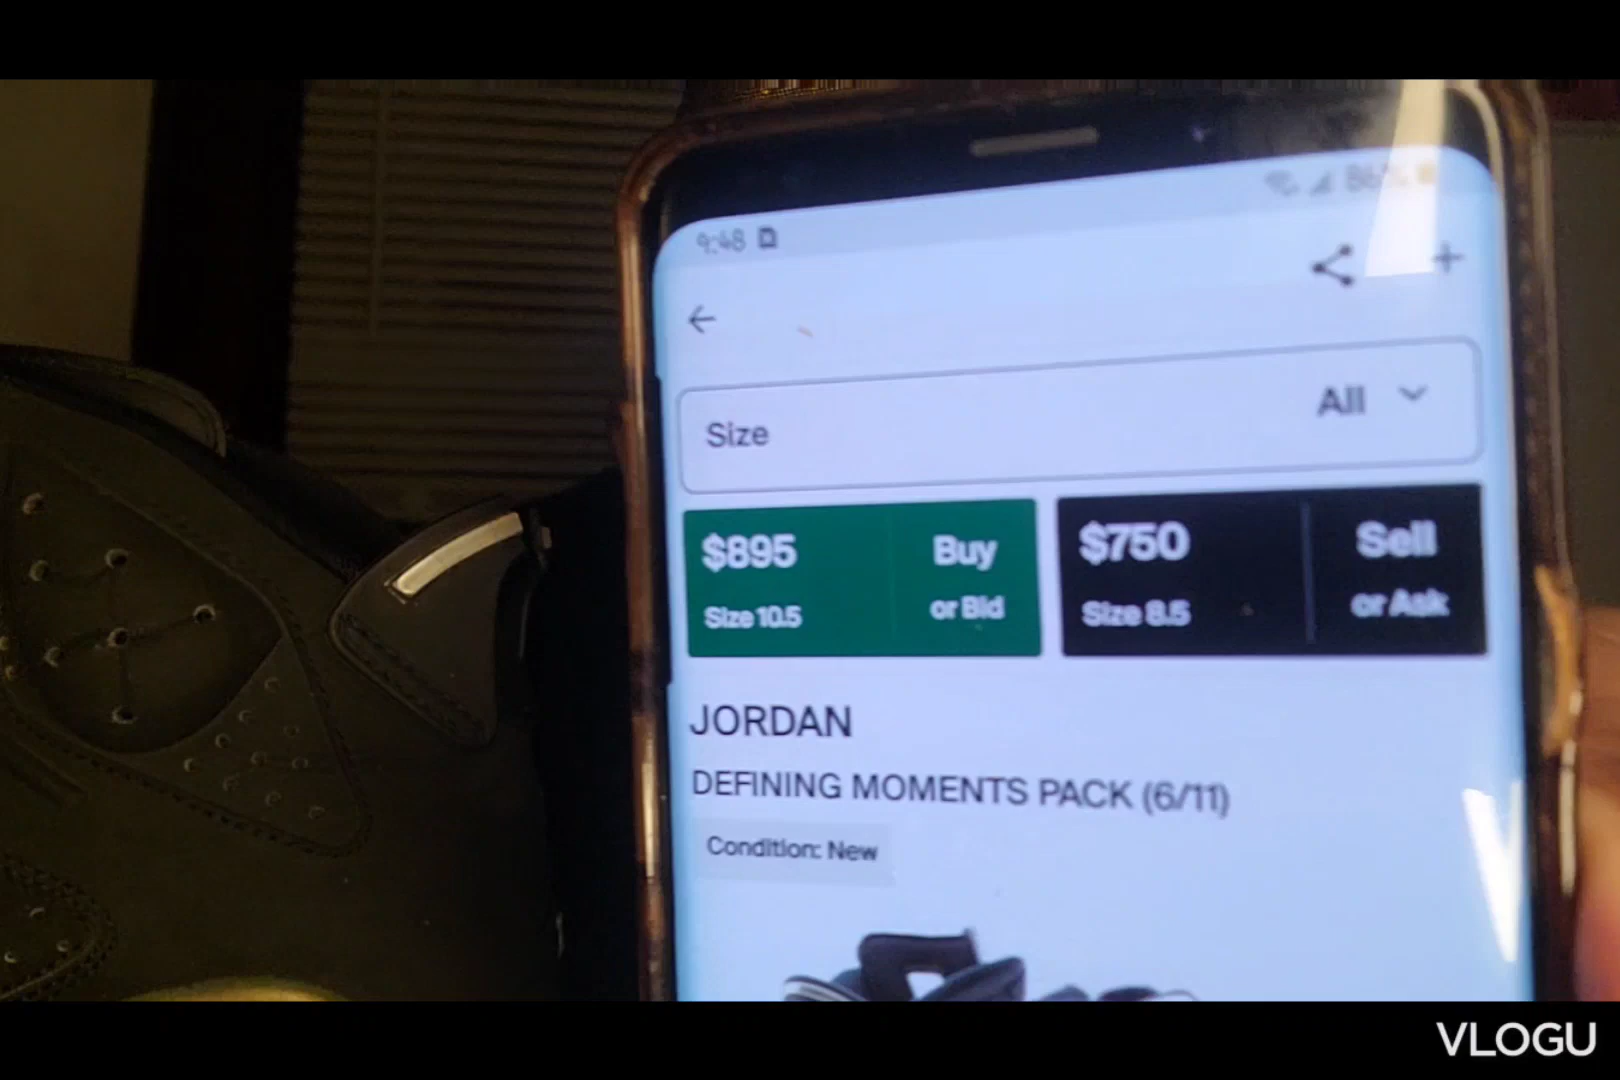 9:48
86%
All
Size
$895 Buy
Size 10.5 or Bid
$750 Sell
Size 8.5 or Ask
JORDAN
DEFINING MOMENTS PACK (6/11)
Condition: New
VLOGU